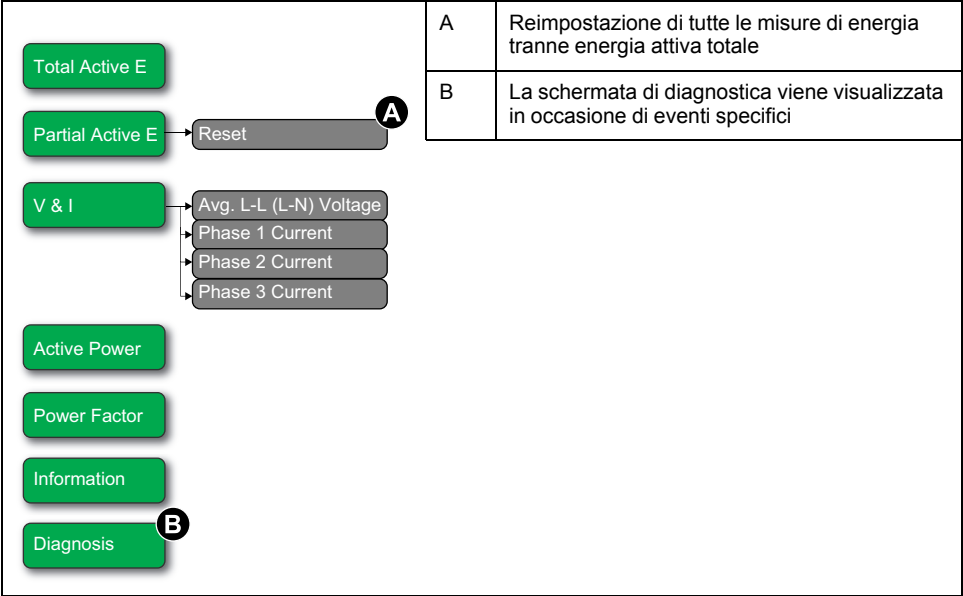 Total Active E
Partial Active E
Reset
A
V & I
Avg. L-L (L-N) Voltage
Phase 1 Current
Phase 2 Current
Phase 3 Current
Active Power
Power Factor
Information
Diagnosis
B
A
Reimpostazione di tutte le misure di energia
tranne energia attiva totale
B
La schermata di diagnostica viene visualizzata
in occasione di eventi specifici